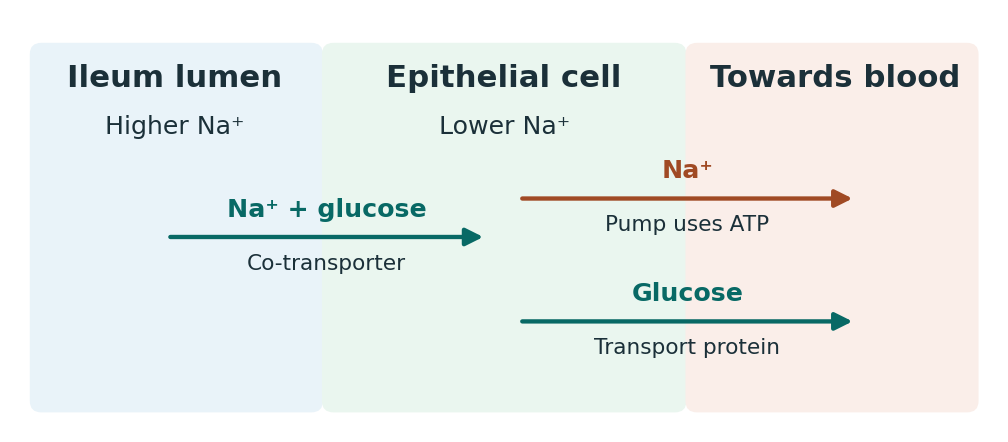 Ileum lumen
Higher Na⁺
Epithelial cell
Lower Na⁺
Towards blood
Na⁺ + glucose
Co-transporter
Na⁺
Pump uses ATP
Glucose
Transport protein